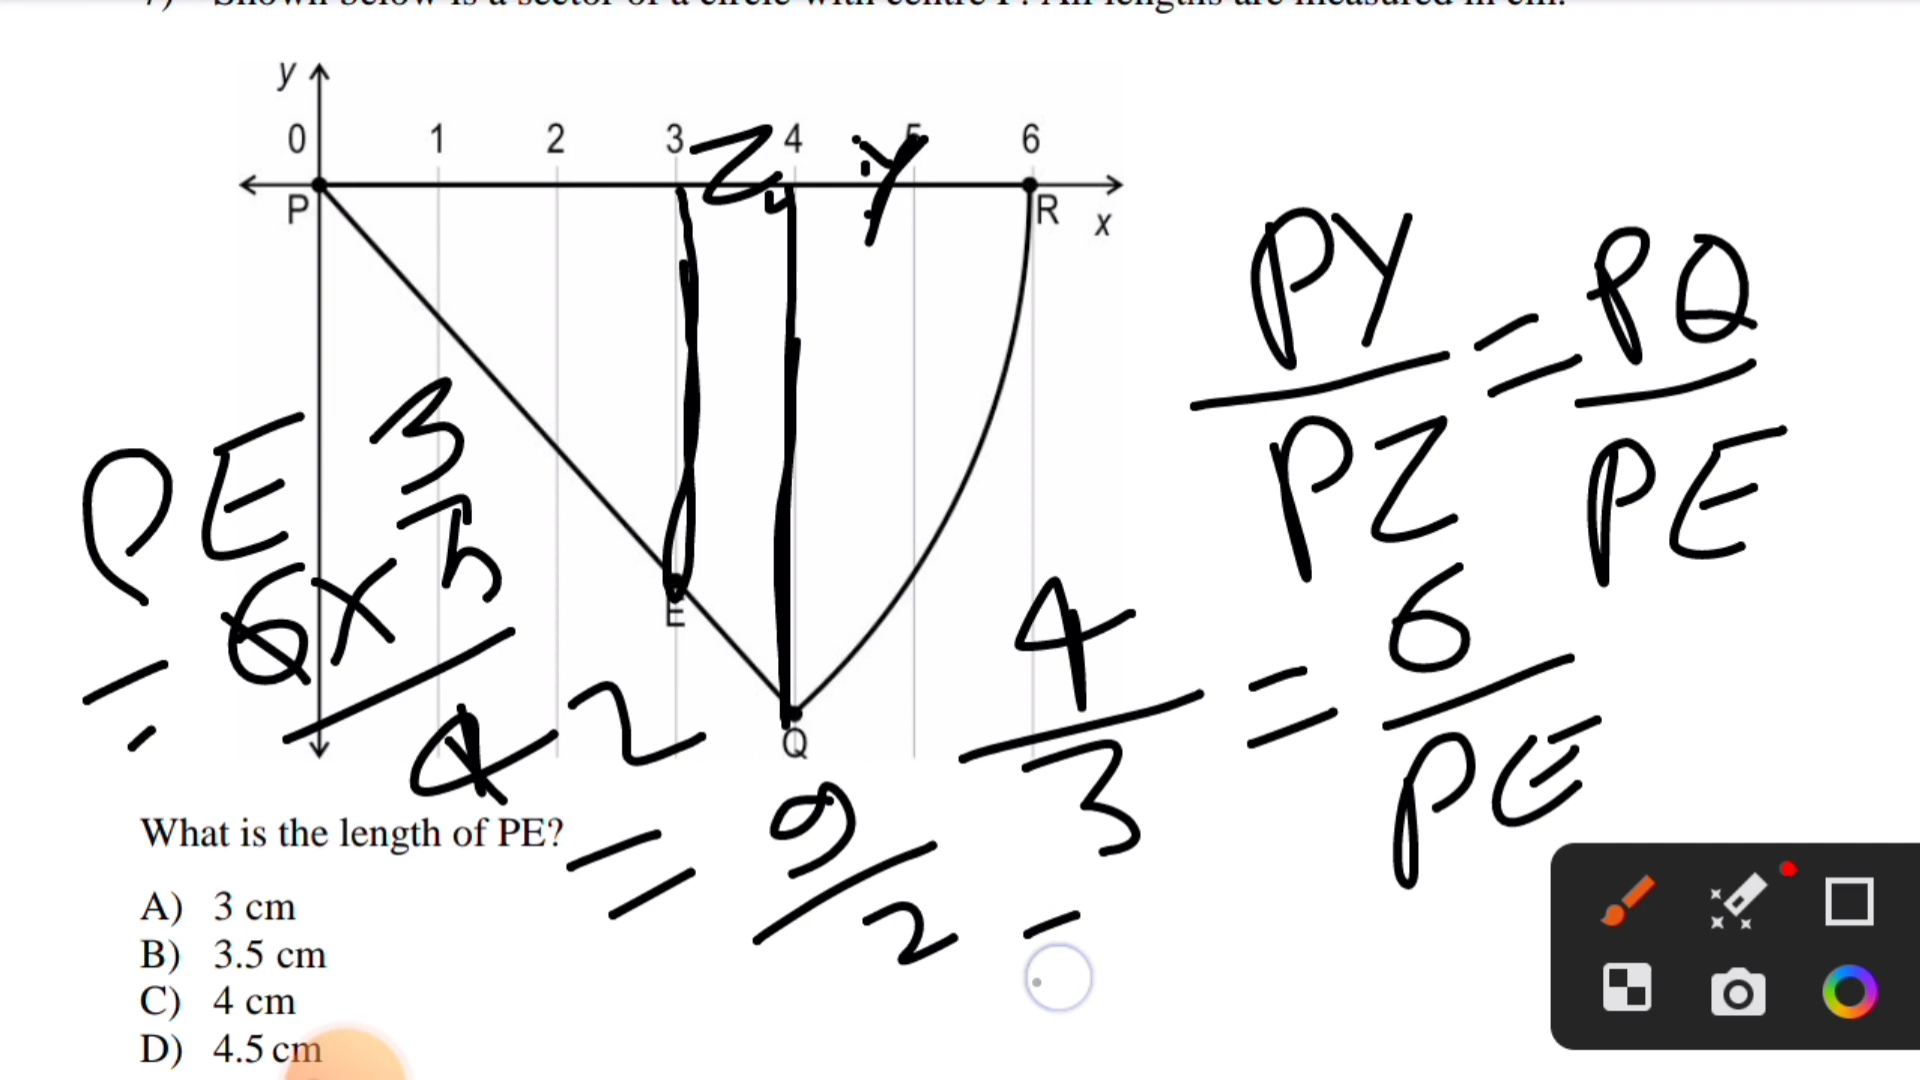 7) Shown below is a sector of a circle with centre P. All lengths are measured in cm.
y
0 1 2 3 Z 4 Y 5 6
P R x
PY = PQ
PZ PE
PE 3
= 6 x
E
4 2
Q
4 = 6
3 PE
What is the length of PE?
= 9
2 =
A) 3 cm
B) 3.5 cm
C) 4 cm
D) 4.5 cm